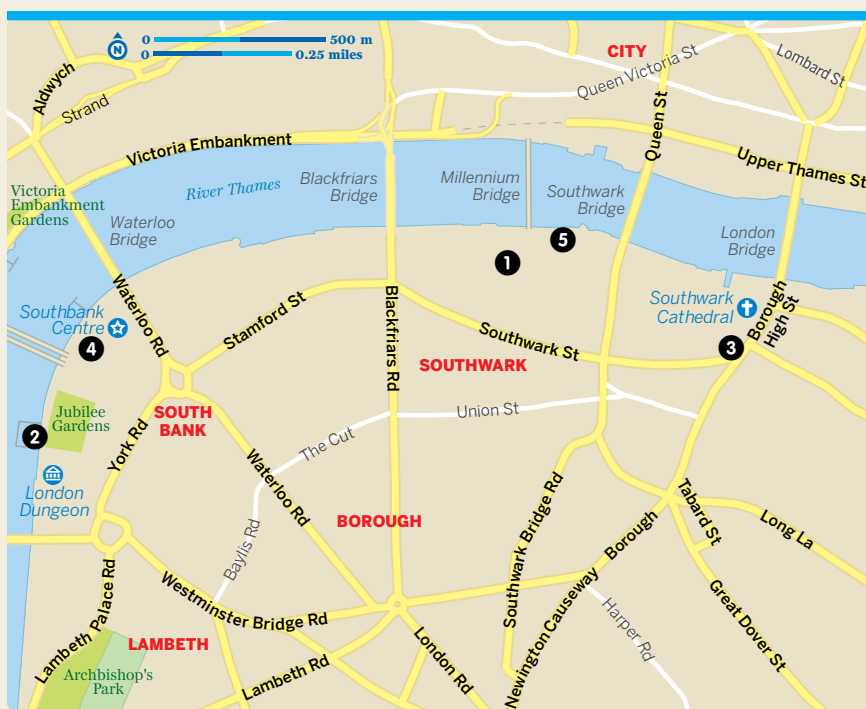 0
500 m
N
0
0.25 miles
CITY
Queen Victoria St
Lombard St
Aldwych
Strand
Victoria Embankment
Queen St
Upper Thames St
River Thames
Victoria
Embankment
Gardens
Waterloo
Bridge
Blackfriars
Bridge
Millennium
Bridge
Southwark
Bridge
London
Bridge
5
1
Southbank
Centre
Waterloo Rd
Stamford St
Blackfriars Rd
Southwark St
Southwark
Cathedral
Borough
High St
4
3
SOUTHWARK
Jubilee
Gardens
SOUTH
BANK
Union St
2
York Rd
The Cut
London
Dungeon
Waterloo Rd
BOROUGH
Baylis Rd
Southwark Bridge Rd
Borough
Tabard St
Long La
Newington Causeway
Great Dover St
Harper Rd
Westminster Bridge Rd
Lambeth Palace Rd
LAMBETH
Lambeth Rd
London Rd
Archbishop's
Park